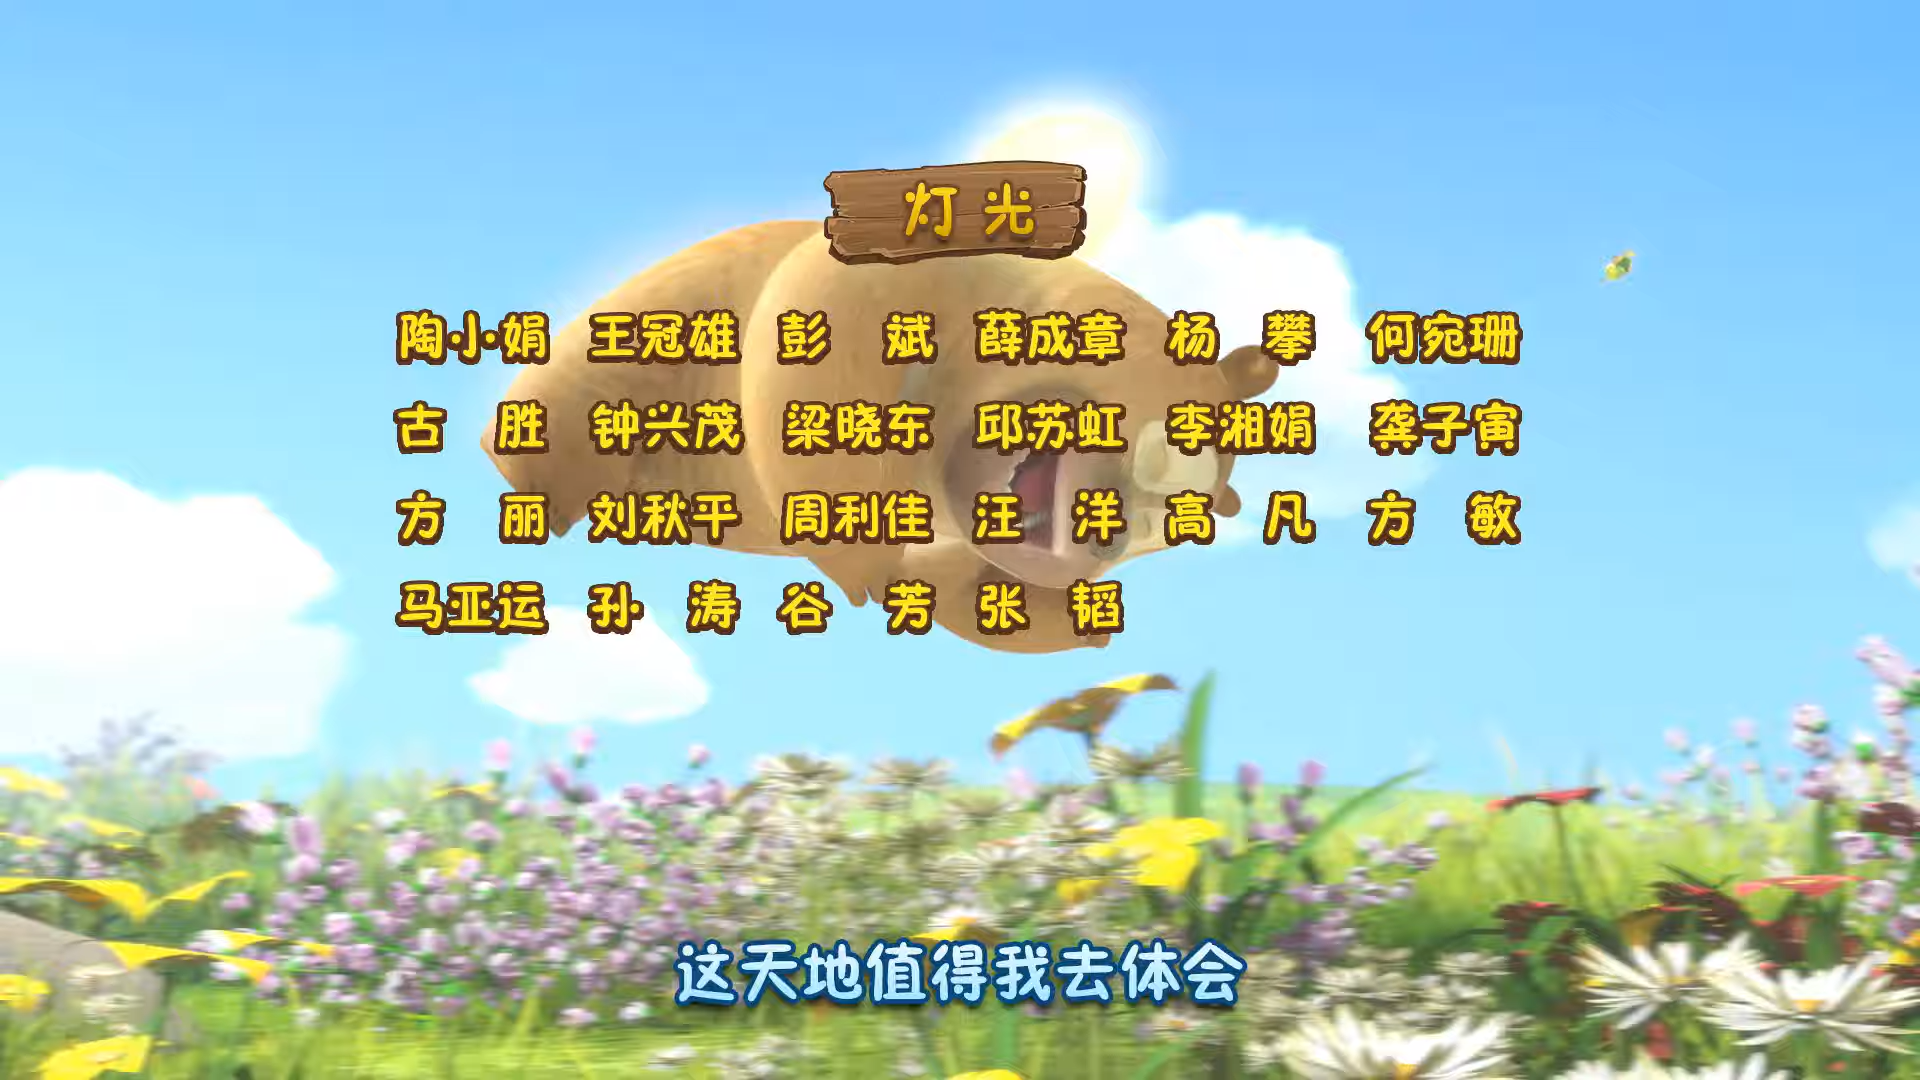 灯光
陶小娟 王冠雄 彭斌 薛成章 杨攀 何宛珊
古胜 钟兴茂 梁晓东 邱苏虹 李湘娟 龚子寅
方丽 刘秋平 周利佳 汪洋 高凡 方敏
马亚运 孙涛 谷芳 张韬
这天地值得我去体会